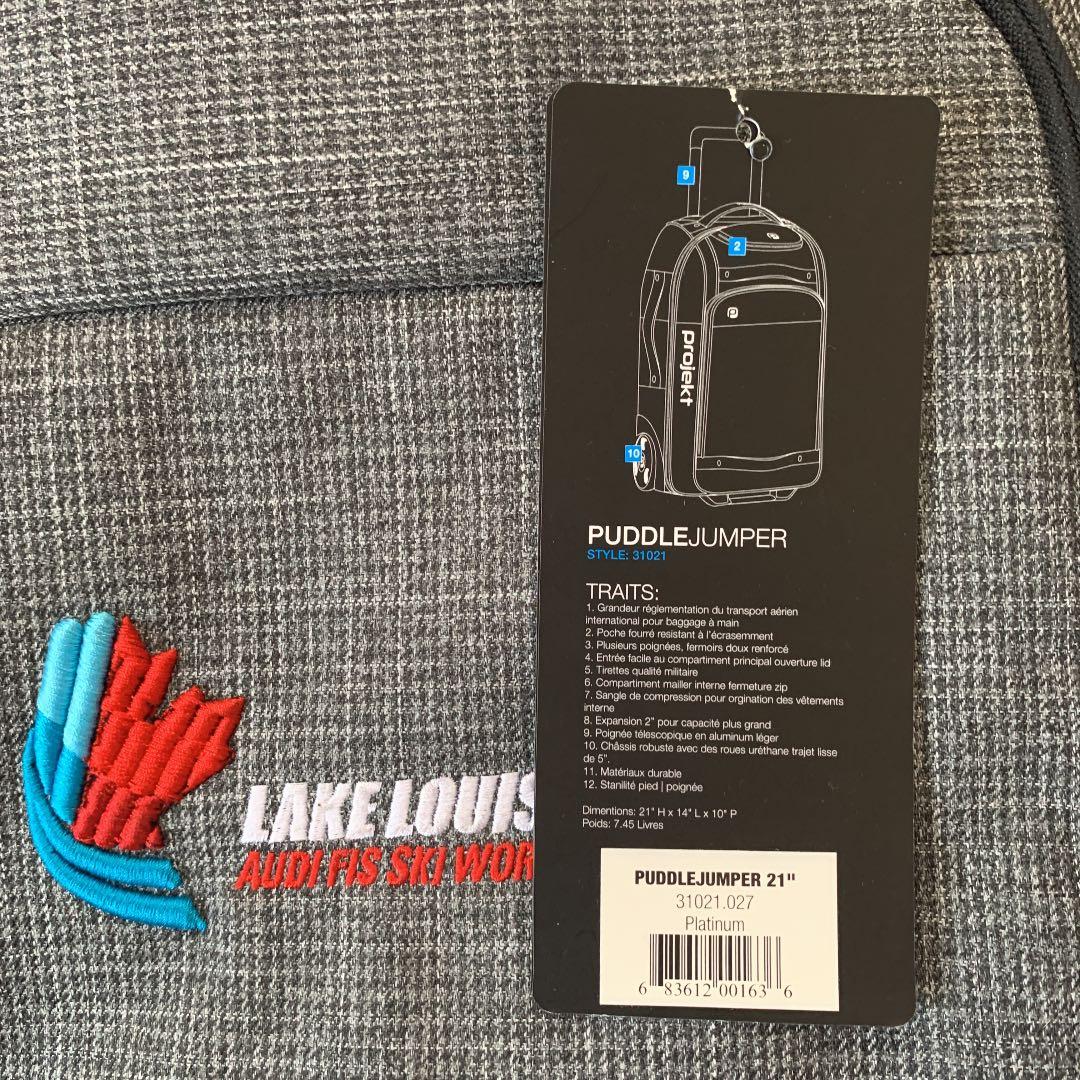 9
2
projekt
10
PUDDLEJUMPER
STYLE: 31021
TRAITS:
1. Grandeur réglementation du transport aérien
international pour baggage à main
2. Poche fourré resistant à l'écrasemment
3. Plusieurs poignées, fermoirs doux renforcé
4. Entrée facile au compartiment principal ouverture lid
5. Tirettes qualité militaire
6. Compartiment mailler interne fermeture zip
7. Sangle de compression pour orgination des vêtements
interne
8. Expansion 2" pour capacité plus grand
9. Poignée télescopique en aluminum léger
10. Châssis robuste avec des roues uréthane trajet lisse
de 5".
11. Matériaux durable
12. Stanilité pied | poignée
Dimentions: 21" H x 14" L x 10" P
Poids: 7.45 Livres
PUDDLEJUMPER 21"
31021.027
Platinum
6 83612 00163 6
LAKE LOUIS
AUDI FIS SKI WOR